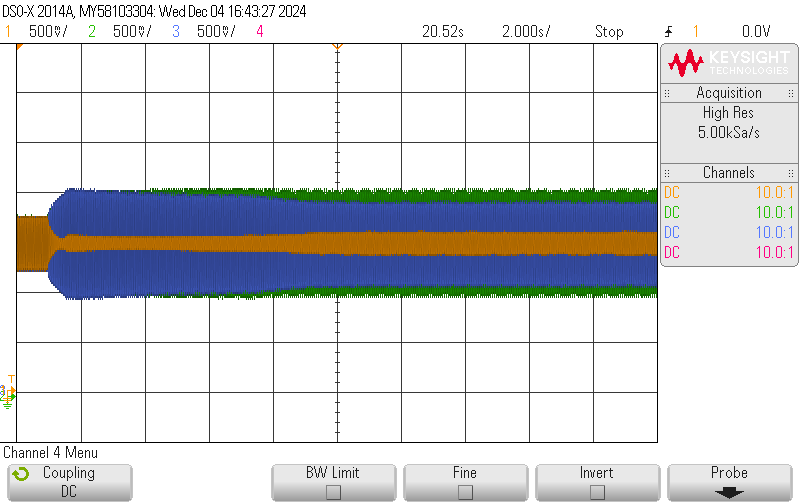 DSO-X 2014A, MY58103304: Wed Dec 04 16:43:27 2024
1 500mV/ 2 500mV/ 3 500mV/ 4 20.52s 2.000s/ Stop 1 0.0V
KEYSIGHT
TECHNOLOGIES
Acquisition
High Res
5.00kSa/s
Channels
DC 10.0:1
DC 10.0:1
DC 10.0:1
DC 10.0:1
T
Channel 4 Menu
Coupling
DC
BW Limit
Fine
Invert
Probe